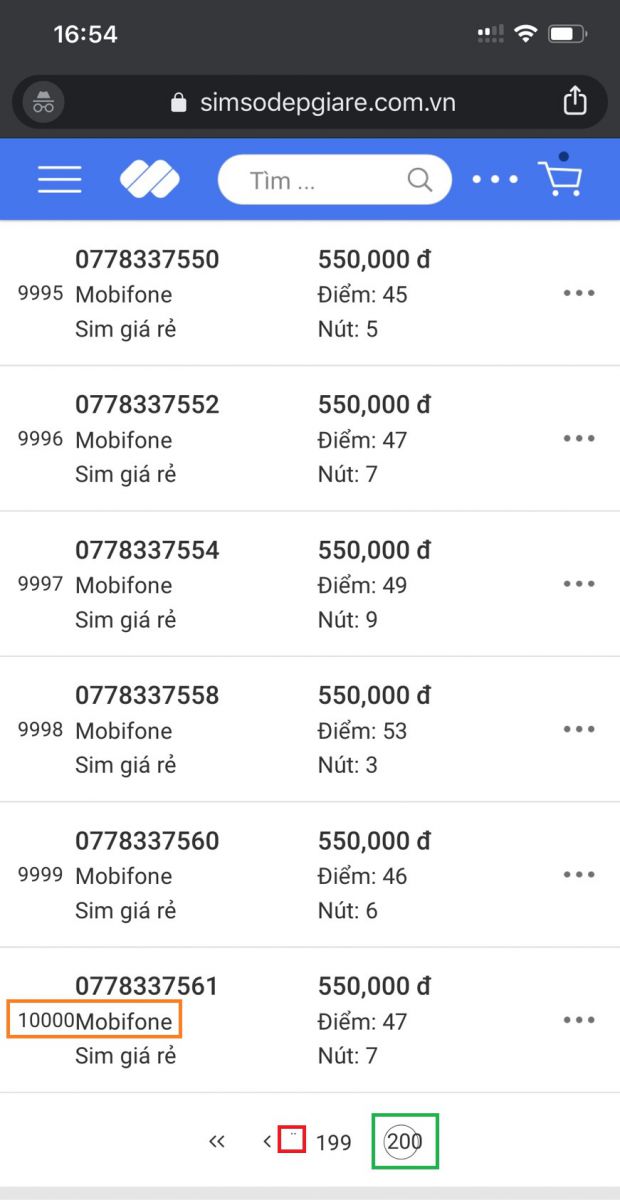 16:54
simsodepgiare.com.vn
Tìm ...
0778337550 550,000 đ
9995 Mobifone Điểm: 45
Sim giá rẻ Nút: 5
0778337552 550,000 đ
9996 Mobifone Điểm: 47
Sim giá rẻ Nút: 7
0778337554 550,000 đ
9997 Mobifone Điểm: 49
Sim giá rẻ Nút: 9
0778337558 550,000 đ
9998 Mobifone Điểm: 53
Sim giá rẻ Nút: 3
0778337560 550,000 đ
9999 Mobifone Điểm: 46
Sim giá rẻ Nút: 6
0778337561 550,000 đ
10000Mobifone Điểm: 47
Sim giá rẻ Nút: 7
« ‹ .. 199 200